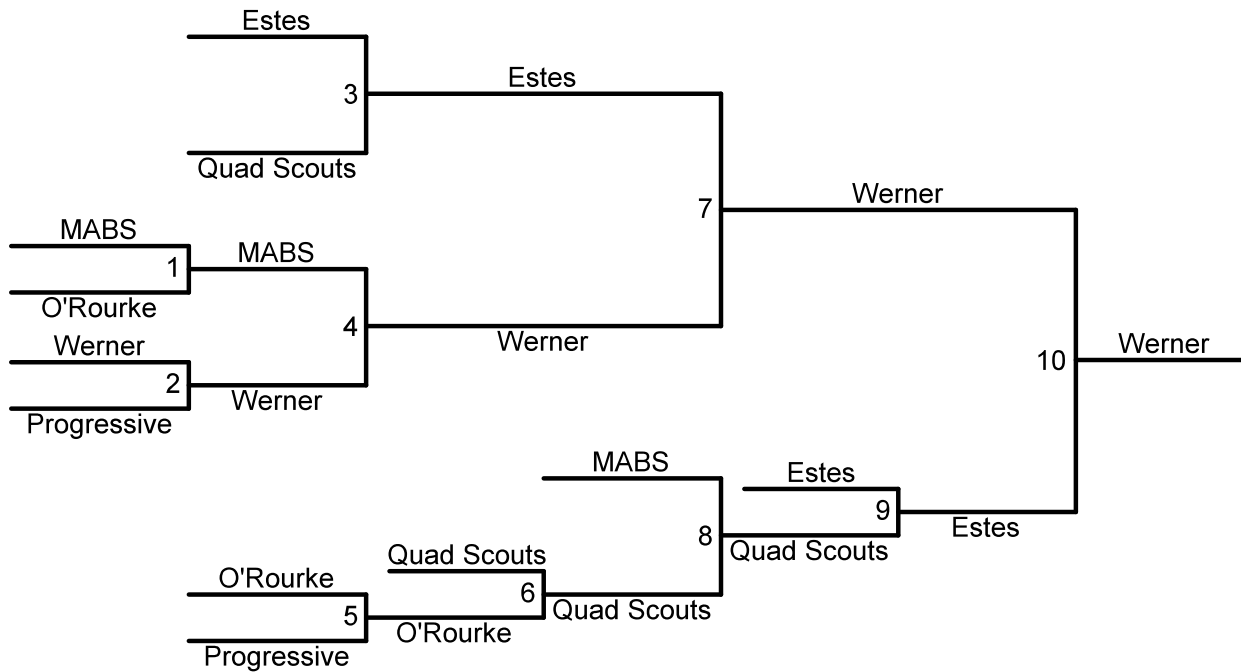 Estes
3
Estes
Quad Scouts
7
Werner
MABS
1
MABS
O'Rourke
4
Werner
Werner
2
Werner
Progressive
10
Werner
MABS
8
Estes
9
Estes
Quad Scouts
Quad Scouts
6
Quad Scouts
O'Rourke
5
O'Rourke
Progressive